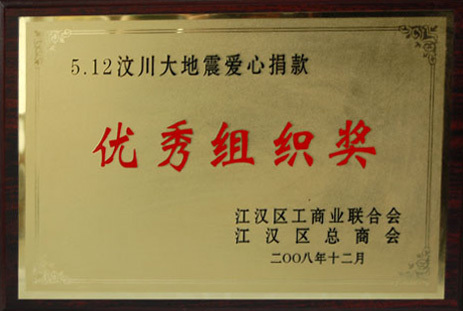 5.12汶川大地震爱心捐款
优秀组织奖
江汉区工商业联合会
江汉区总商会
二〇〇八年十二月